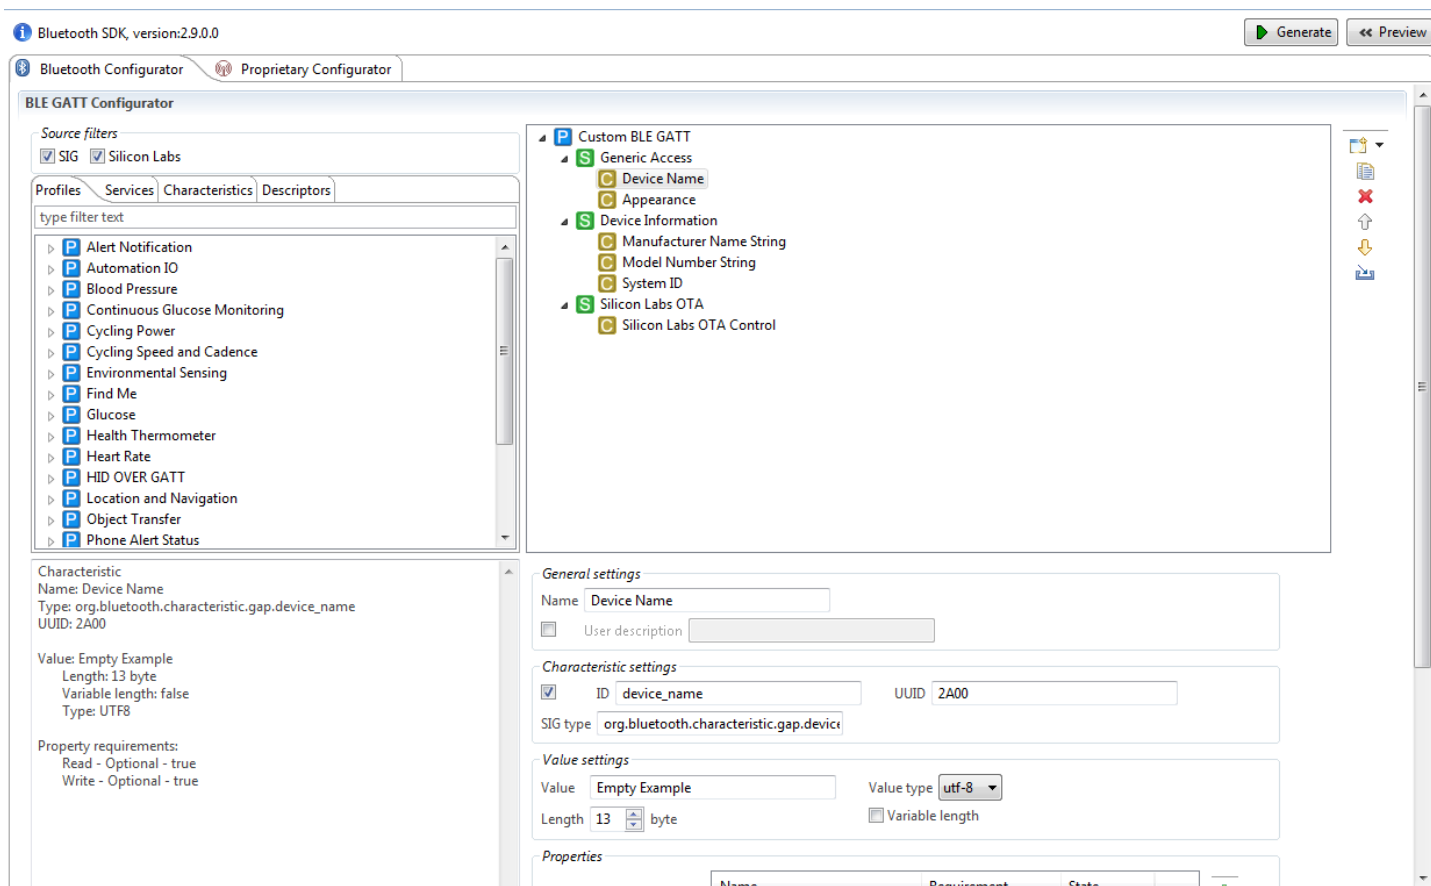 Bluetooth SDK, version:2.9.0.0
Generate
Preview
Bluetooth Configurator
Proprietary Configurator
BLE GATT Configurator
Source filters
SIG
Silicon Labs
Profiles
Services
Characteristics
Descriptors
type filter text
Alert Notification
Automation IO
Blood Pressure
Continuous Glucose Monitoring
Cycling Power
Cycling Speed and Cadence
Environmental Sensing
Find Me
Glucose
Health Thermometer
Heart Rate
HID OVER GATT
Location and Navigation
Object Transfer
Phone Alert Status
Custom BLE GATT
Generic Access
Device Name
Appearance
Device Information
Manufacturer Name String
Model Number String
System ID
Silicon Labs OTA
Silicon Labs OTA Control
Characteristic
Name: Device Name
Type: org.bluetooth.characteristic.gap.device_name
UUID: 2A00
Value: Empty Example
Length: 13 byte
Variable length: false
Type: UTF8
Property requirements:
Read - Optional - true
Write - Optional - true
General settings
Name Device Name
User description
Characteristic settings
ID device_name UUID 2A00
SIG type org.bluetooth.characteristic.gap.device
Value settings
Value Empty Example Value type utf-8
Length 13 byte Variable length
Properties
Name Requirement State